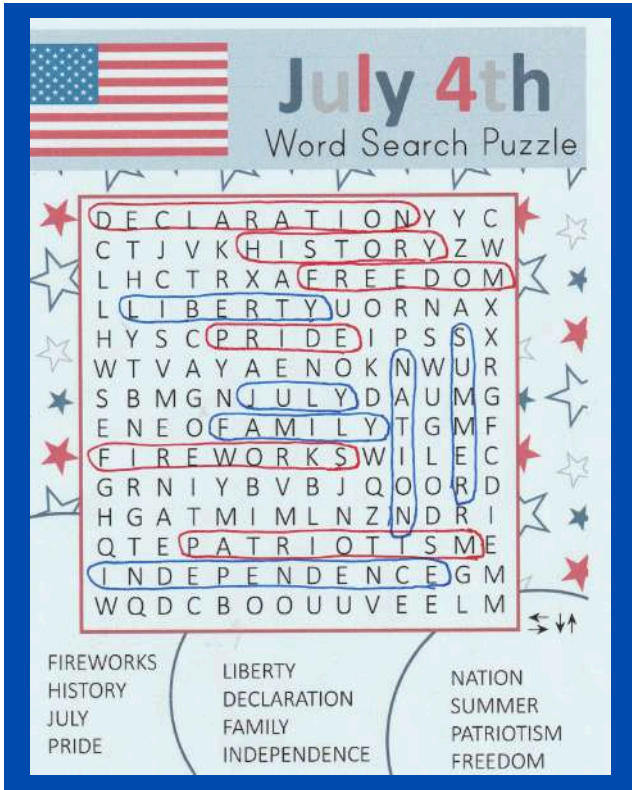 July 4th
Word Search Puzzle
D E C L A R A T I O N Y Y C
C T J V K H I S T O R Y Z W
L H C T R X A F R E E D O M
L L I B E R T Y U O R N A X
H Y S C P R I D E I P S S X
W T V A Y A E N O K N W U R
S B M G N J U L Y D A U M G
E N E O F A M I L Y T G M F
F I R E W O R K S W I L E C
G R N I Y B V B J Q O O R D
H G A T M I M L N Z N D R I
Q T E P A T R I O T I S M E
I N D E P E N D E N C E G M
W Q D C B O O U U V E E L M
FIREWORKS
HISTORY
JULY
PRIDE
LIBERTY
DECLARATION
FAMILY
INDEPENDENCE
NATION
SUMMER
PATRIOTISM
FREEDOM